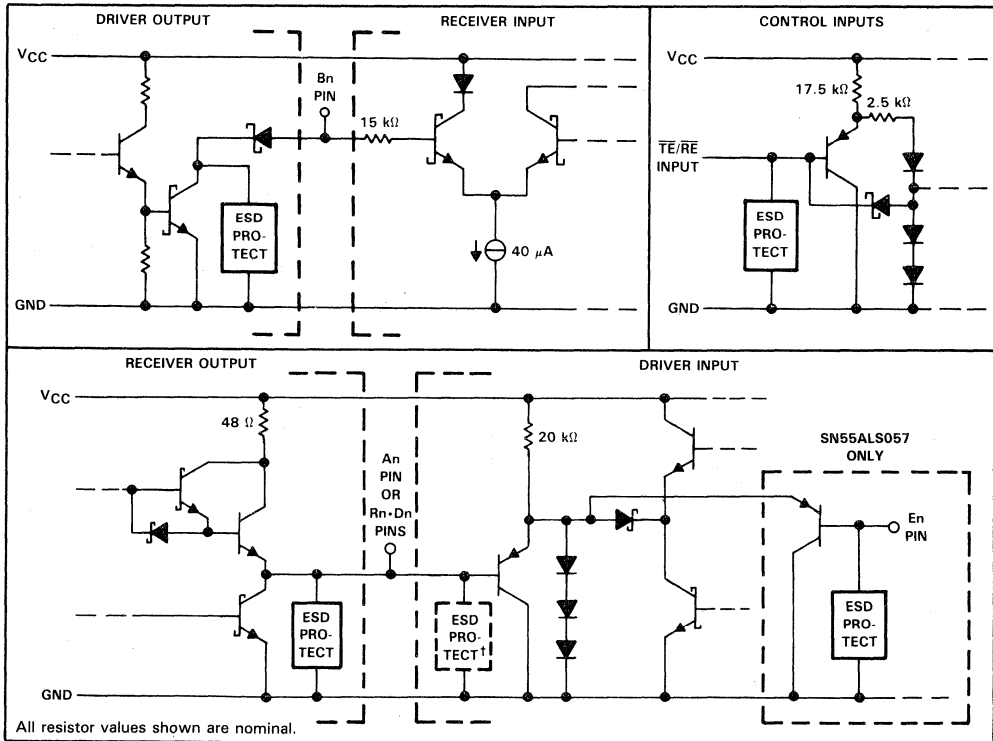 DRIVER OUTPUT
RECEIVER INPUT
VCC
Bn
PIN
15 kΩ
ESD
PRO-
TECT
40 μA
GND
CONTROL INPUTS
VCC
17.5 kΩ
2.5 kΩ
TE/RE
INPUT
ESD
PRO-
TECT
GND
RECEIVER OUTPUT
DRIVER INPUT
VCC
48 Ω
An
PIN
OR
Rn•Dn
PINS
20 kΩ
SN55ALS057
ONLY
En
PIN
ESD
PRO-
TECT
ESD
PRO-
TECT†
ESD
PRO-
TECT
GND
All resistor values shown are nominal.